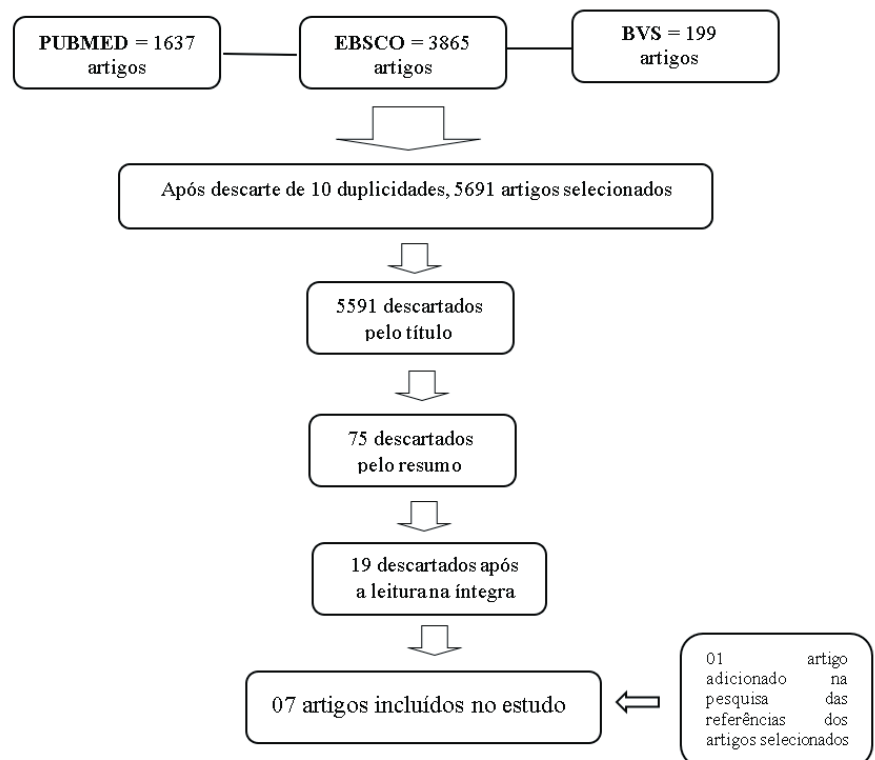 PUBMED = 1637
artigos
EBSCO = 3865
artigos
BVS = 199
artigos
Após descarte de 10 duplicidades, 5691 artigos selecionados
5591 descartados
pelo título
75 descartados
pelo resumo
19 descartados após
a leitura na íntegra
07 artigos incluídos no estudo
01 artigo
adicionado na
pesquisa das
referências dos
artigos selecionados